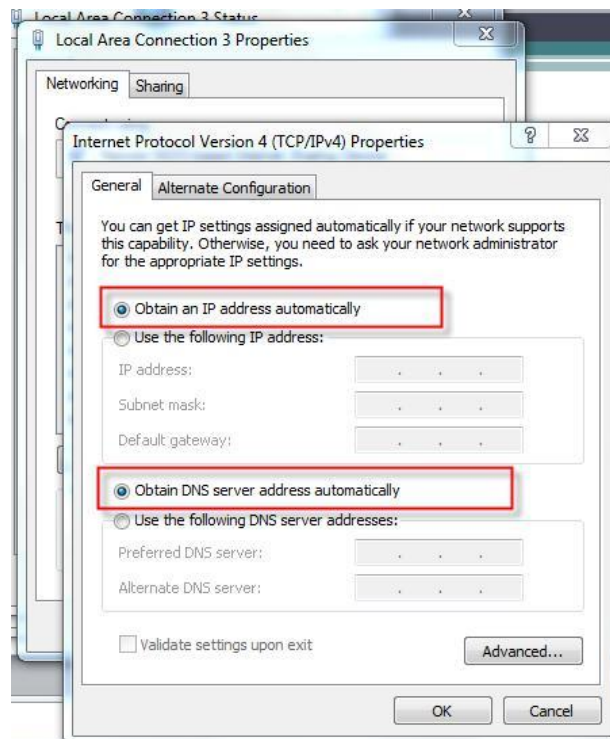 Local Area Connection 3 Status
Local Area Connection 3 Properties
Networking
Sharing
Internet Protocol Version 4 (TCP/IPv4) Properties
General
Alternate Configuration
You can get IP settings assigned automatically if your network supports
this capability. Otherwise, you need to ask your network administrator
for the appropriate IP settings.
Obtain an IP address automatically
Use the following IP address:
IP address:
Subnet mask:
Default gateway:
Obtain DNS server address automatically
Use the following DNS server addresses:
Preferred DNS server:
Alternate DNS server:
Validate settings upon exit
Advanced...
OK
Cancel